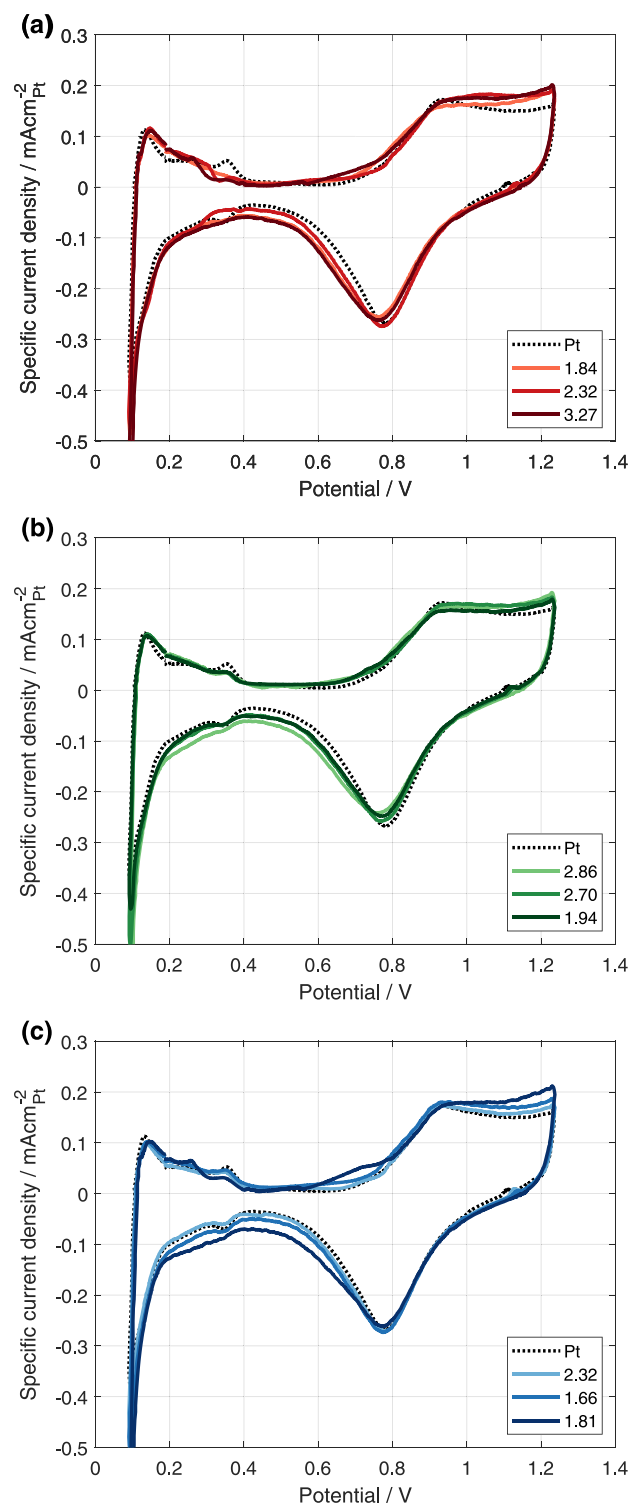 (a)
0.3
0.2
0.1
0
-0.1
-0.2
-0.3
-0.4
-0.5
Specific current density / mAcm-2Pt
Pt
1.84
2.32
3.27
0 0.2 0.4 0.6 0.8 1 1.2 1.4
Potential / V
(b)
0.3
0.2
0.1
0
-0.1
-0.2
-0.3
-0.4
-0.5
Specific current density / mAcm-2Pt
Pt
2.86
2.70
1.94
0 0.2 0.4 0.6 0.8 1 1.2 1.4
Potential / V
(c)
0.3
0.2
0.1
0
-0.1
-0.2
-0.3
-0.4
-0.5
Specific current density / mAcm-2Pt
Pt
2.32
1.66
1.81
0 0.2 0.4 0.6 0.8 1 1.2 1.4
Potential / V